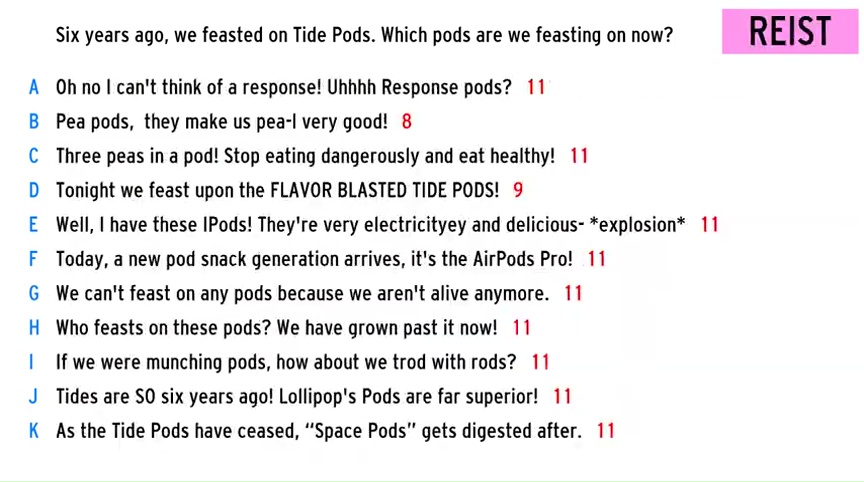 Six years ago, we feasted on Tide Pods. Which pods are we feasting on now?
REIST
A Oh no I can't think of a response! Uhhhh Response pods? 11
B Pea pods, they make us pea-l very good! 8
C Three peas in a pod! Stop eating dangerously and eat healthy! 11
D Tonight we feast upon the FLAVOR BLASTED TIDE PODS! 9
E Well, I have these IPods! They're very electricityey and delicious- *explosion* 11
F Today, a new pod snack generation arrives, it's the AirPods Pro! 11
G We can't feast on any pods because we aren't alive anymore. 11
H Who feasts on these pods? We have grown past it now! 11
I If we were munching pods, how about we trod with rods? 11
J Tides are SO six years ago! Lollipop's Pods are far superior! 11
K As the Tide Pods have ceased, “Space Pods” gets digested after. 11